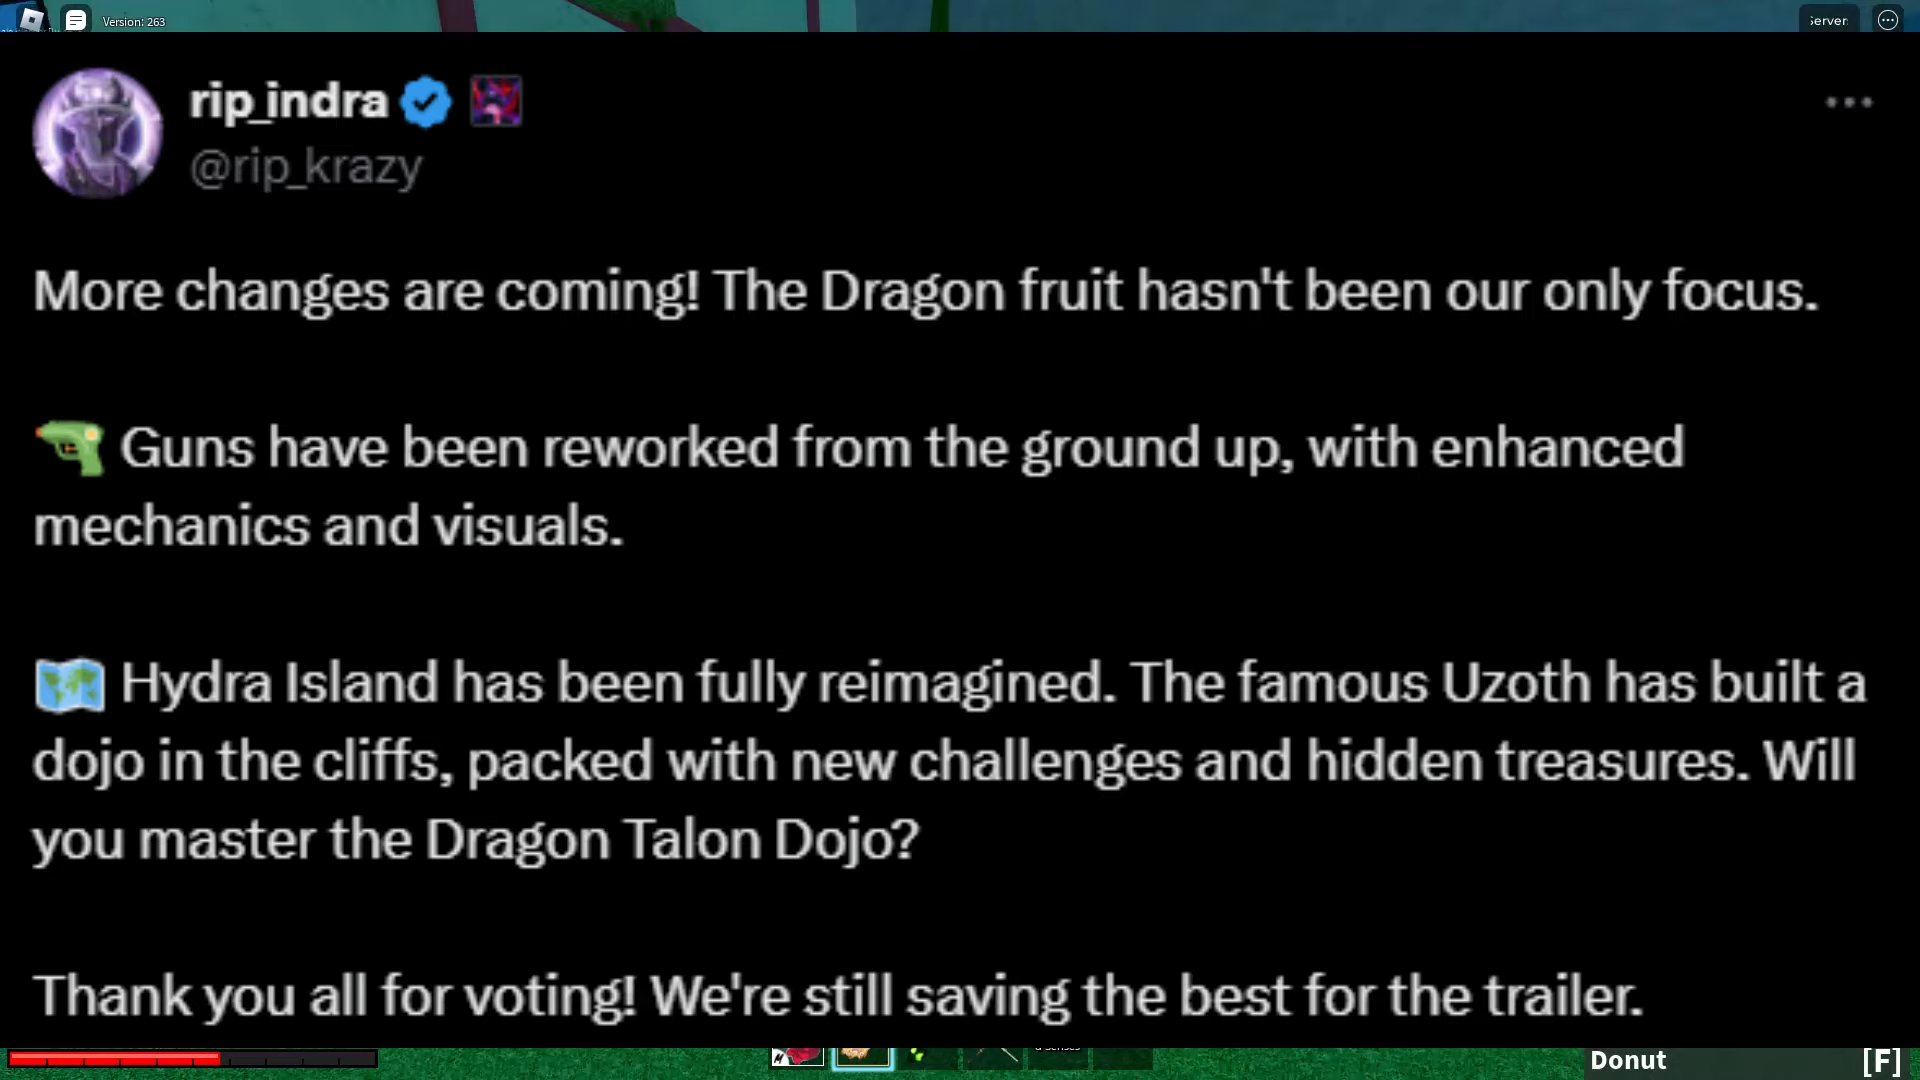 Version: 263
Server
rip_indra
@rip_krazy
More changes are coming! The Dragon fruit hasn't been our only focus.
Guns have been reworked from the ground up, with enhanced
mechanics and visuals.
Hydra Island has been fully reimagined. The famous Uzoth has built a
dojo in the cliffs, packed with new challenges and hidden treasures. Will
you master the Dragon Talon Dojo?
Thank you all for voting! We're still saving the best for the trailer.
Donut [F]